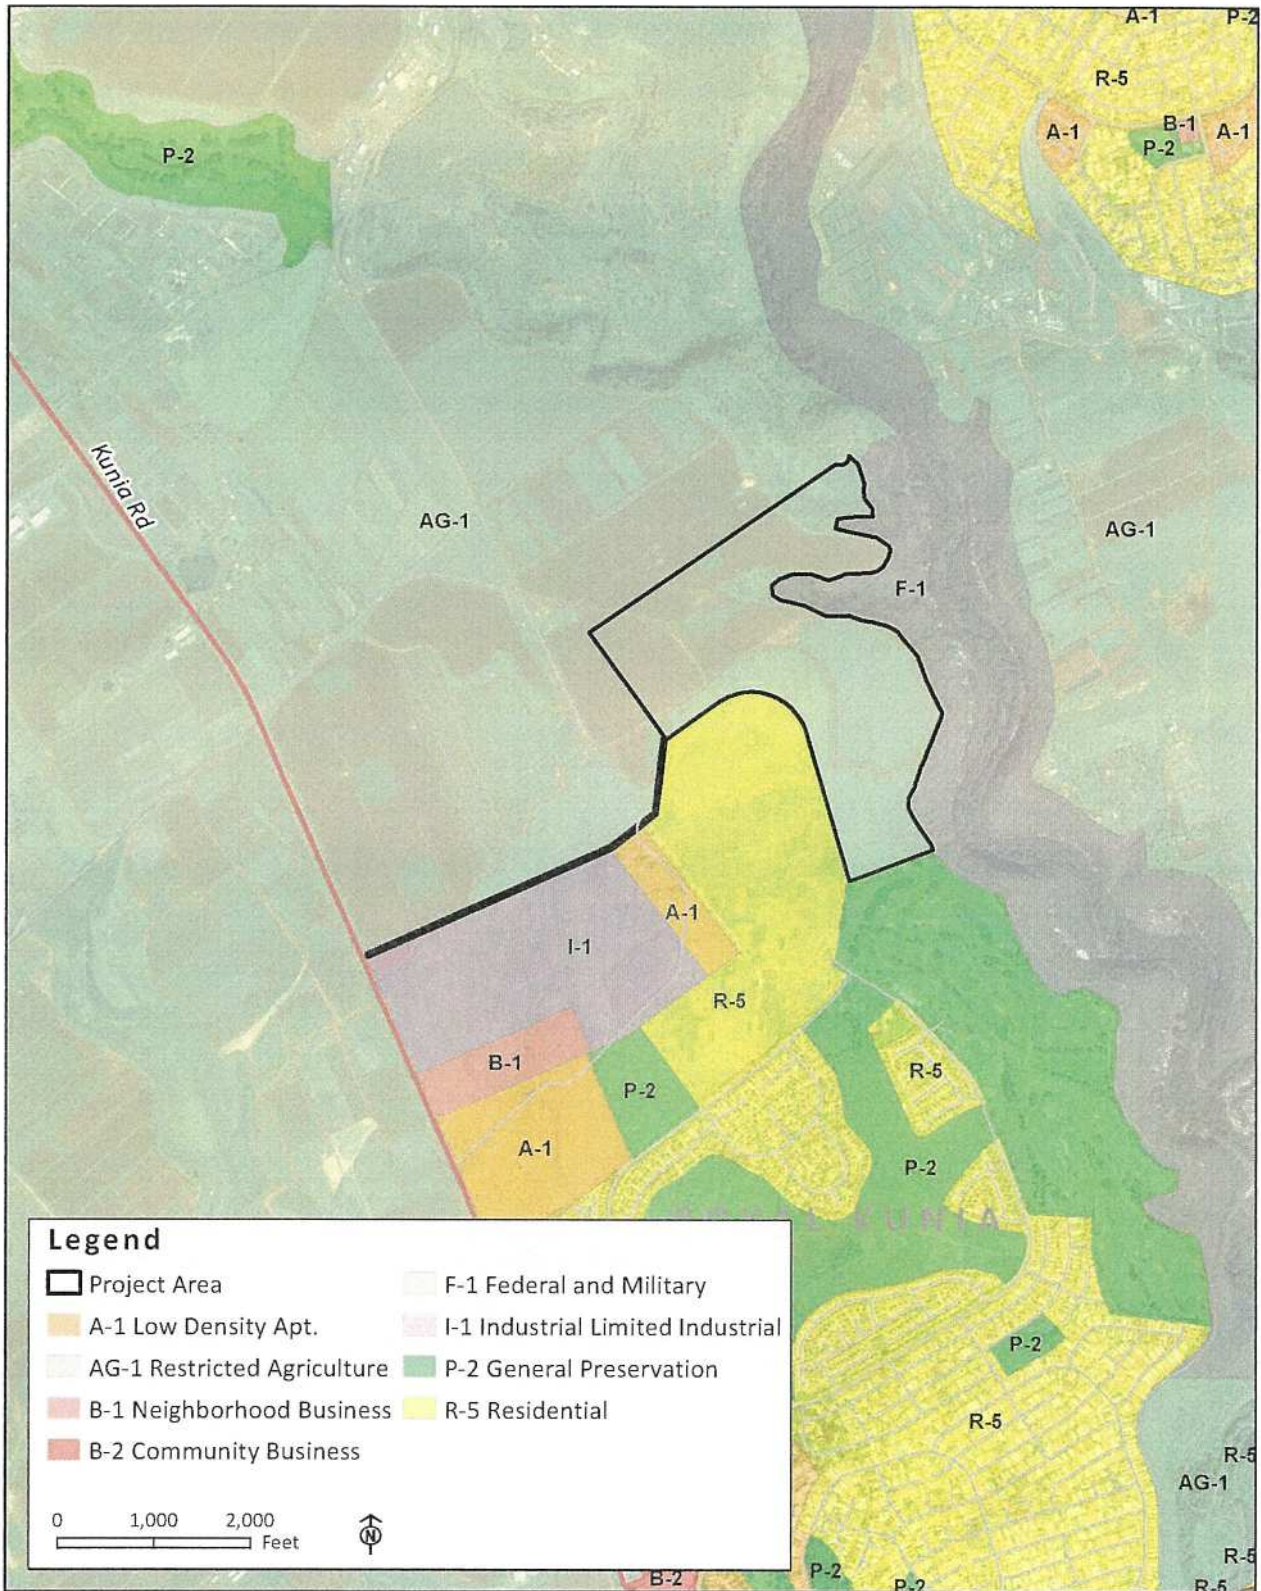 A-1
P-2
R-5
A-1
B-1
A-1
P-2
P-2
Kunia Rd
AG-1
AG-1
F-1
A-1
I-1
R-5
B-1
P-2
R-5
A-1
P-2
ROYAL KUNIA
P-2
R-5
R-5
AG-1
R-5
R-5
B-2
P-2
P-2
Legend
Project Area
A-1 Low Density Apt.
AG-1 Restricted Agriculture
B-1 Neighborhood Business
B-2 Community Business
F-1 Federal and Military
I-1 Industrial Limited Industrial
P-2 General Preservation
R-5 Residential
0 1,000 2,000
Feet
N